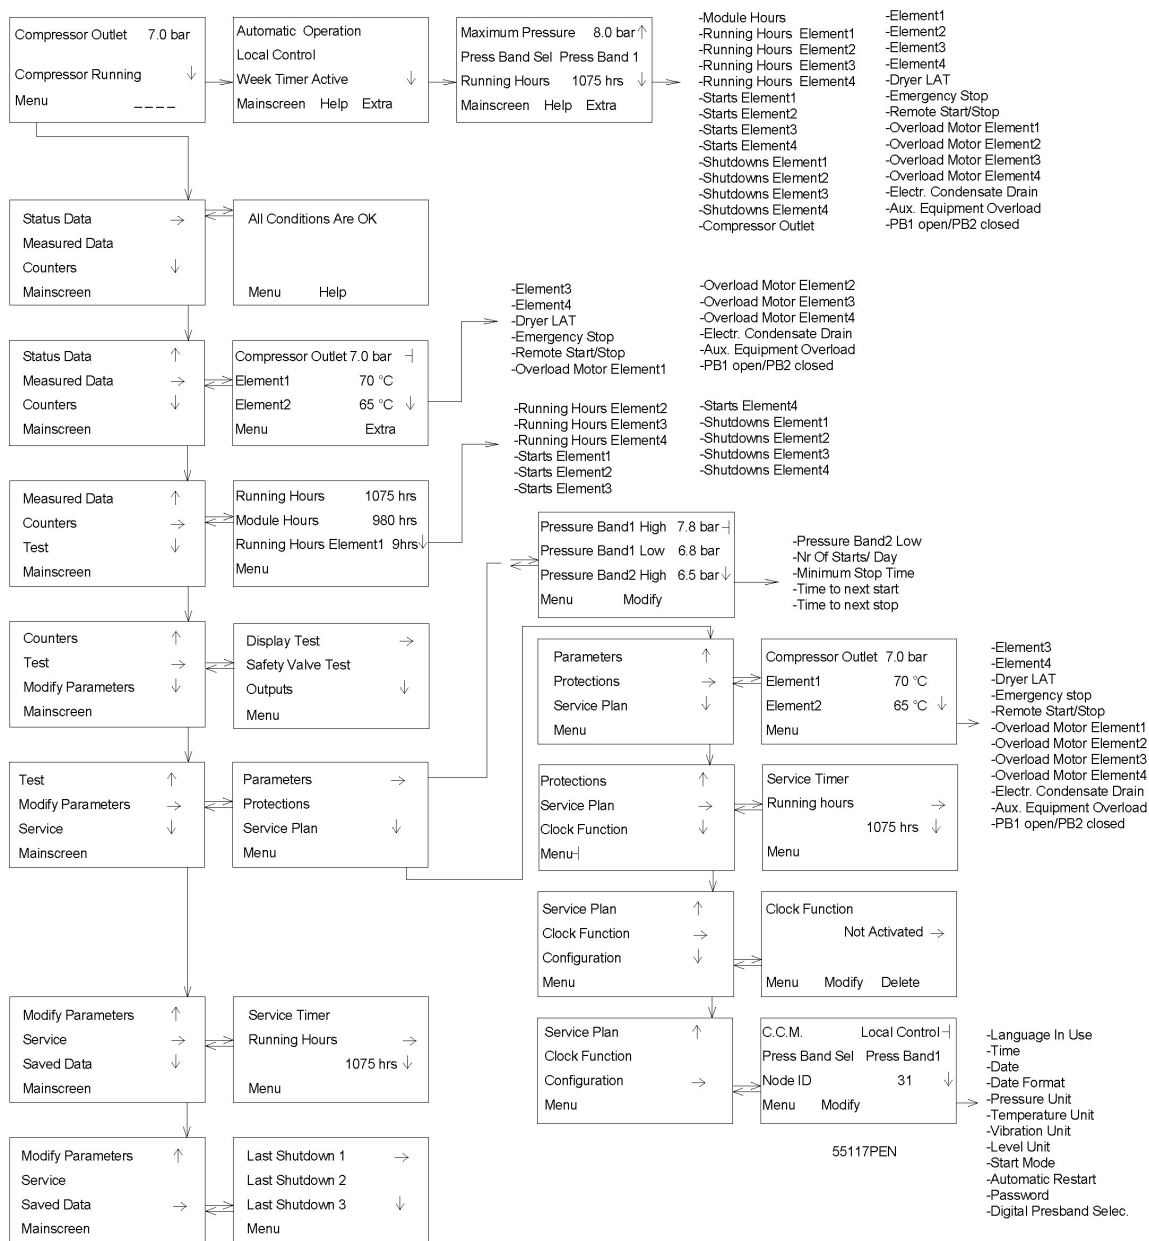 Compressor Outlet 7.0 bar
Compressor Running ↓
Menu _ _ _ _
Automatic Operation
Local Control
Week Timer Active ↓
Mainscreen Help Extra
Maximum Pressure 8.0 bar ↑
Press Band Sel Press Band 1
Running Hours 1075 hrs ↓
Mainscreen Help Extra
-Module Hours
-Running Hours Element1
-Running Hours Element2
-Running Hours Element3
-Running Hours Element4
-Starts Element1
-Starts Element2
-Starts Element3
-Starts Element4
-Shutdowns Element1
-Shutdowns Element2
-Shutdowns Element3
-Shutdowns Element4
-Compressor Outlet
-Element1
-Element2
-Element3
-Element4
-Dryer LAT
-Emergency Stop
-Remote Start/Stop
-Overload Motor Element1
-Overload Motor Element2
-Overload Motor Element3
-Overload Motor Element4
-Electr. Condensate Drain
-Aux. Equipment Overload
-PB1 open/PB2 closed
Status Data →
Measured Data
Counters ↓
Mainscreen
All Conditions Are OK
Menu Help
Status Data ↑
Measured Data →
Counters ↓
Mainscreen
Compressor Outlet 7.0 bar ⊣
Element1 70 °C
Element2 65 °C ↓
Menu Extra
-Element3
-Element4
-Dryer LAT
-Emergency Stop
-Remote Start/Stop
-Overload Motor Element1
-Overload Motor Element2
-Overload Motor Element3
-Overload Motor Element4
-Electr. Condensate Drain
-Aux. Equipment Overload
-PB1 open/PB2 closed
Measured Data ↑
Counters →
Test ↓
Mainscreen
Running Hours 1075 hrs
Module Hours 980 hrs
Running Hours Element1 9hrs ↓
Menu
-Running Hours Element2
-Running Hours Element3
-Running Hours Element4
-Starts Element1
-Starts Element2
-Starts Element3
-Starts Element4
-Shutdowns Element1
-Shutdowns Element2
-Shutdowns Element3
-Shutdowns Element4
Counters ↑
Test →
Modify Parameters ↓
Mainscreen
Display Test →
Safety Valve Test
Outputs ↓
Menu
Test ↑
Modify Parameters →
Service ↓
Mainscreen
Parameters →
Protections
Service Plan ↓
Menu
Pressure Band1 High 7.8 bar ⊣
Pressure Band1 Low 6.8 bar
Pressure Band2 High 6.5 bar ↓
Menu Modify
-Pressure Band2 Low
-Nr Of Starts/ Day
-Minimum Stop Time
-Time to next start
-Time to next stop
Parameters ↑
Protections →
Service Plan ↓
Menu
Compressor Outlet 7.0 bar
Element1 70 °C
Element2 65 °C ↓
Menu
-Element3
-Element4
-Dryer LAT
-Emergency stop
-Remote Start/Stop
-Overload Motor Element1
-Overload Motor Element2
-Overload Motor Element3
-Overload Motor Element4
-Electr. Condensate Drain
-Aux. Equipment Overload
-PB1 open/PB2 closed
Protections ↑
Service Plan →
Clock Function ↓
Menu ⊣
Service Timer
Running hours →
1075 hrs ↓
Menu
Service Plan ↑
Clock Function →
Configuration ↓
Menu
Clock Function
Not Activated →
Menu Modify Delete
Service Plan ↑
Clock Function
Configuration →
Menu
C.C.M. Local Control ⊣
Press Band Sel Press Band1
Node ID 31 ↓
Menu Modify
-Language In Use
-Time
-Date
-Date Format
-Pressure Unit
-Temperature Unit
-Vibration Unit
-Level Unit
-Start Mode
-Automatic Restart
-Password
-Digital Presband Selec.
Modify Parameters ↑
Service →
Saved Data ↓
Mainscreen
Service Timer
Running Hours →
1075 hrs ↓
Menu
Modify Parameters ↑
Service
Saved Data →
Mainscreen
Last Shutdown 1 →
Last Shutdown 2
Last Shutdown 3 ↓
Menu
55117PEN